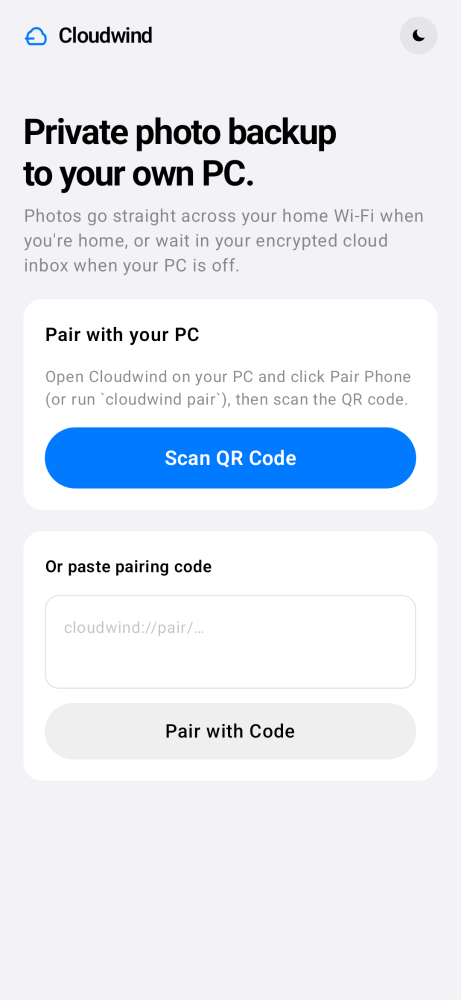 Cloudwind
Private photo backup
to your own PC.
Photos go straight across your home Wi-Fi when
you're home, or wait in your encrypted cloud
inbox when your PC is off.
Pair with your PC
Open Cloudwind on your PC and click Pair Phone
(or run `cloudwind pair`), then scan the QR code.
Scan QR Code
Or paste pairing code
cloudwind://pair/…
Pair with Code